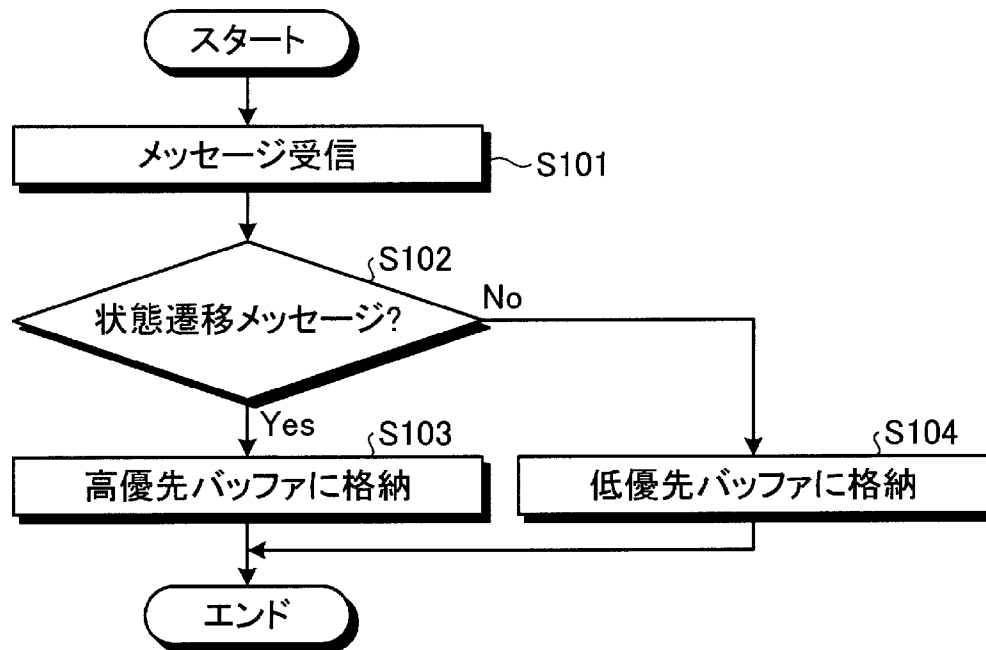 スタート
メッセージ受信
S101
S102
状態遷移メッセージ?
No
Yes
S103
高優先バッファに格納
S104
低優先バッファに格納
エンド